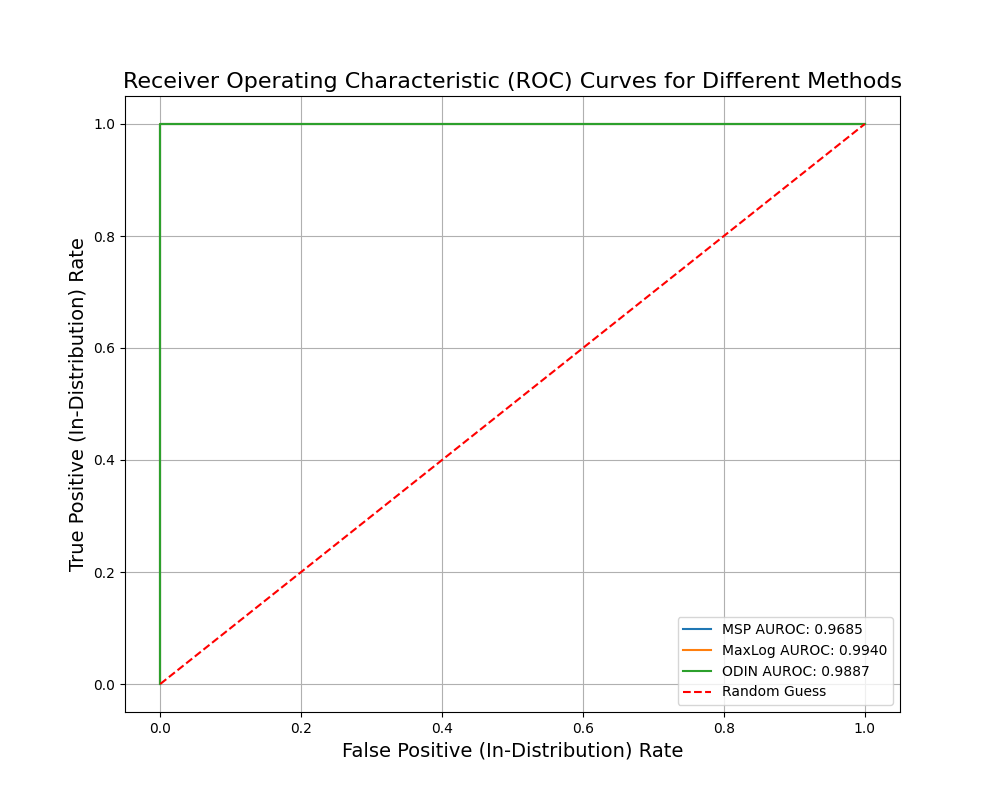 Receiver Operating Characteristic (ROC) Curves for Different Methods
1.0
0.8
0.6
0.4
0.2
0.0
True Positive (In-Distribution) Rate
MSP AUROC: 0.9685
MaxLog AUROC: 0.9940
ODIN AUROC: 0.9887
Random Guess
0.0 0.2 0.4 0.6 0.8 1.0
False Positive (In-Distribution) Rate